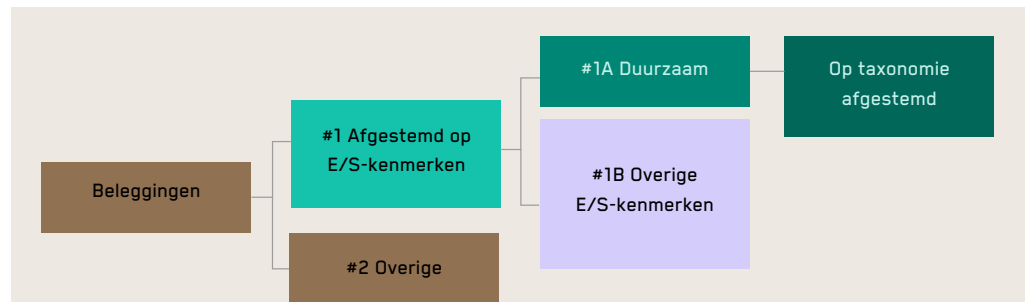 Beleggingen
#1 Afgestemd op
E/S-kenmerken
#2 Overige
#1A Duurzaam
#1B Overige
E/S-kenmerken
Op taxonomie
afgestemd